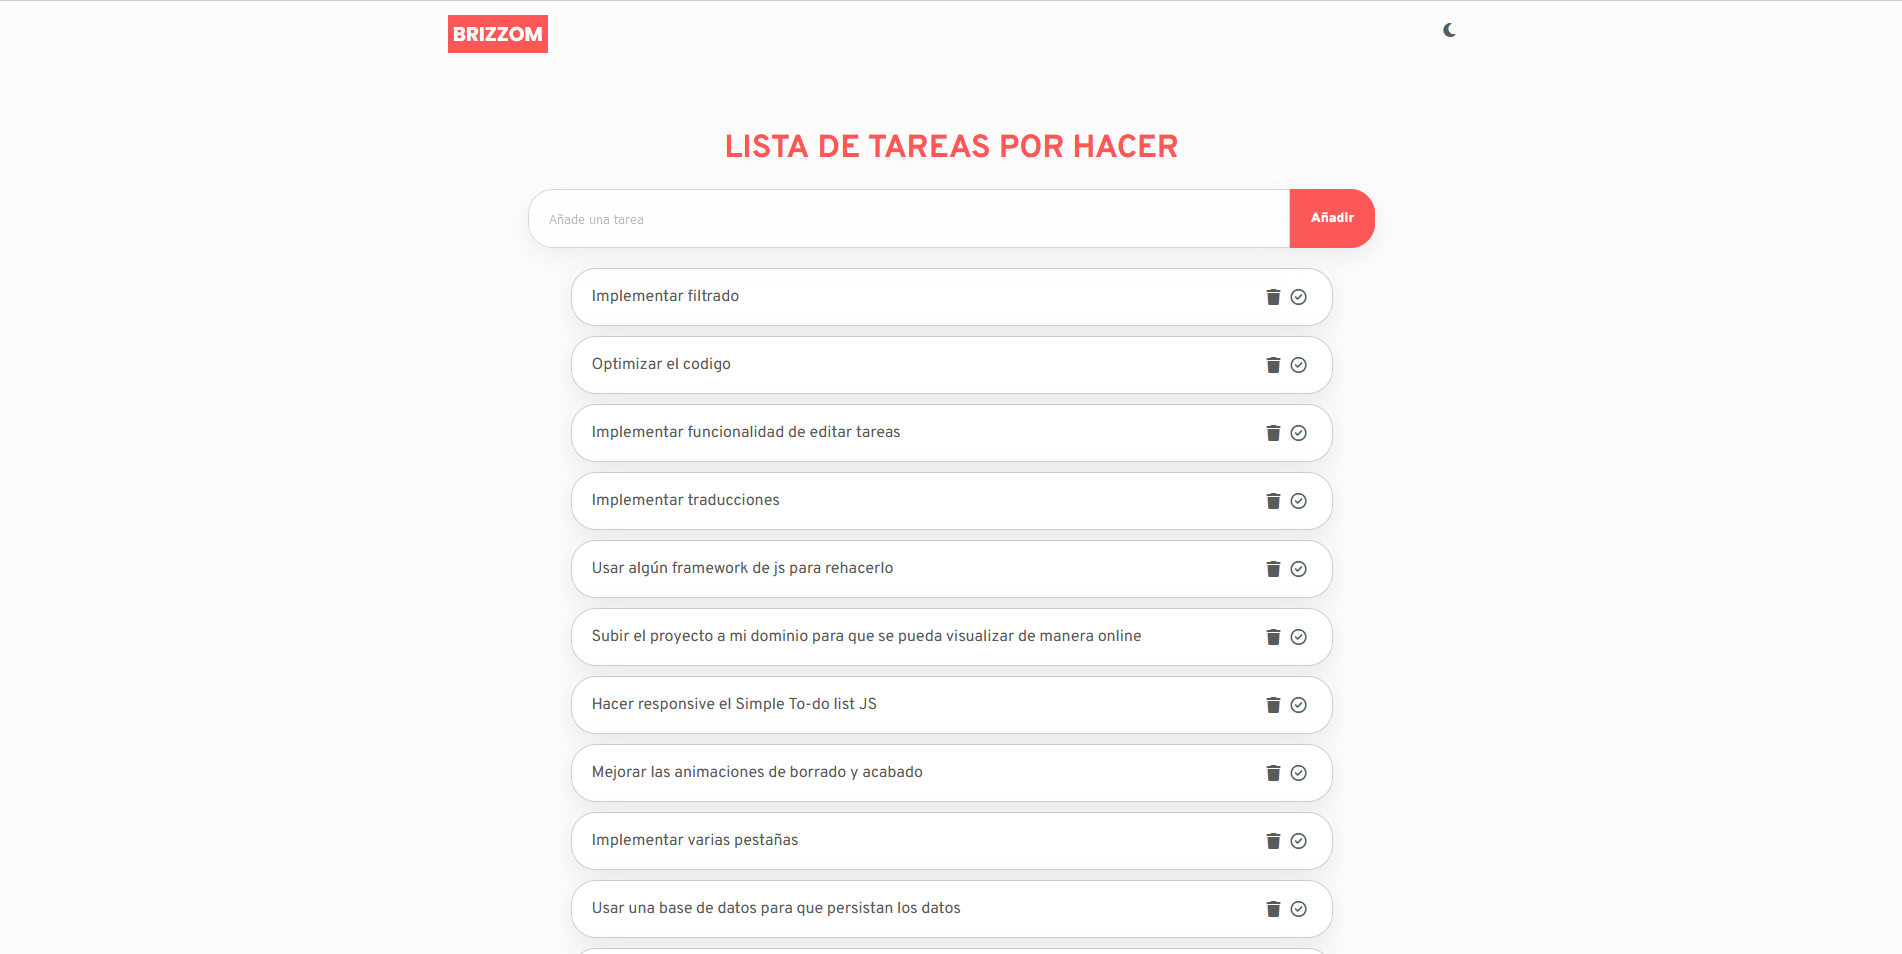 BRIZZOM
LISTA DE TAREAS POR HACER
Añade una tarea
Añadir
Implementar filtrado
Optimizar el codigo
Implementar funcionalidad de editar tareas
Implementar traducciones
Usar algún framework de js para rehacerlo
Subir el proyecto a mi dominio para que se pueda visualizar de manera online
Hacer responsive el Simple To-do list JS
Mejorar las animaciones de borrado y acabado
Implementar varias pestañas
Usar una base de datos para que persistan los datos